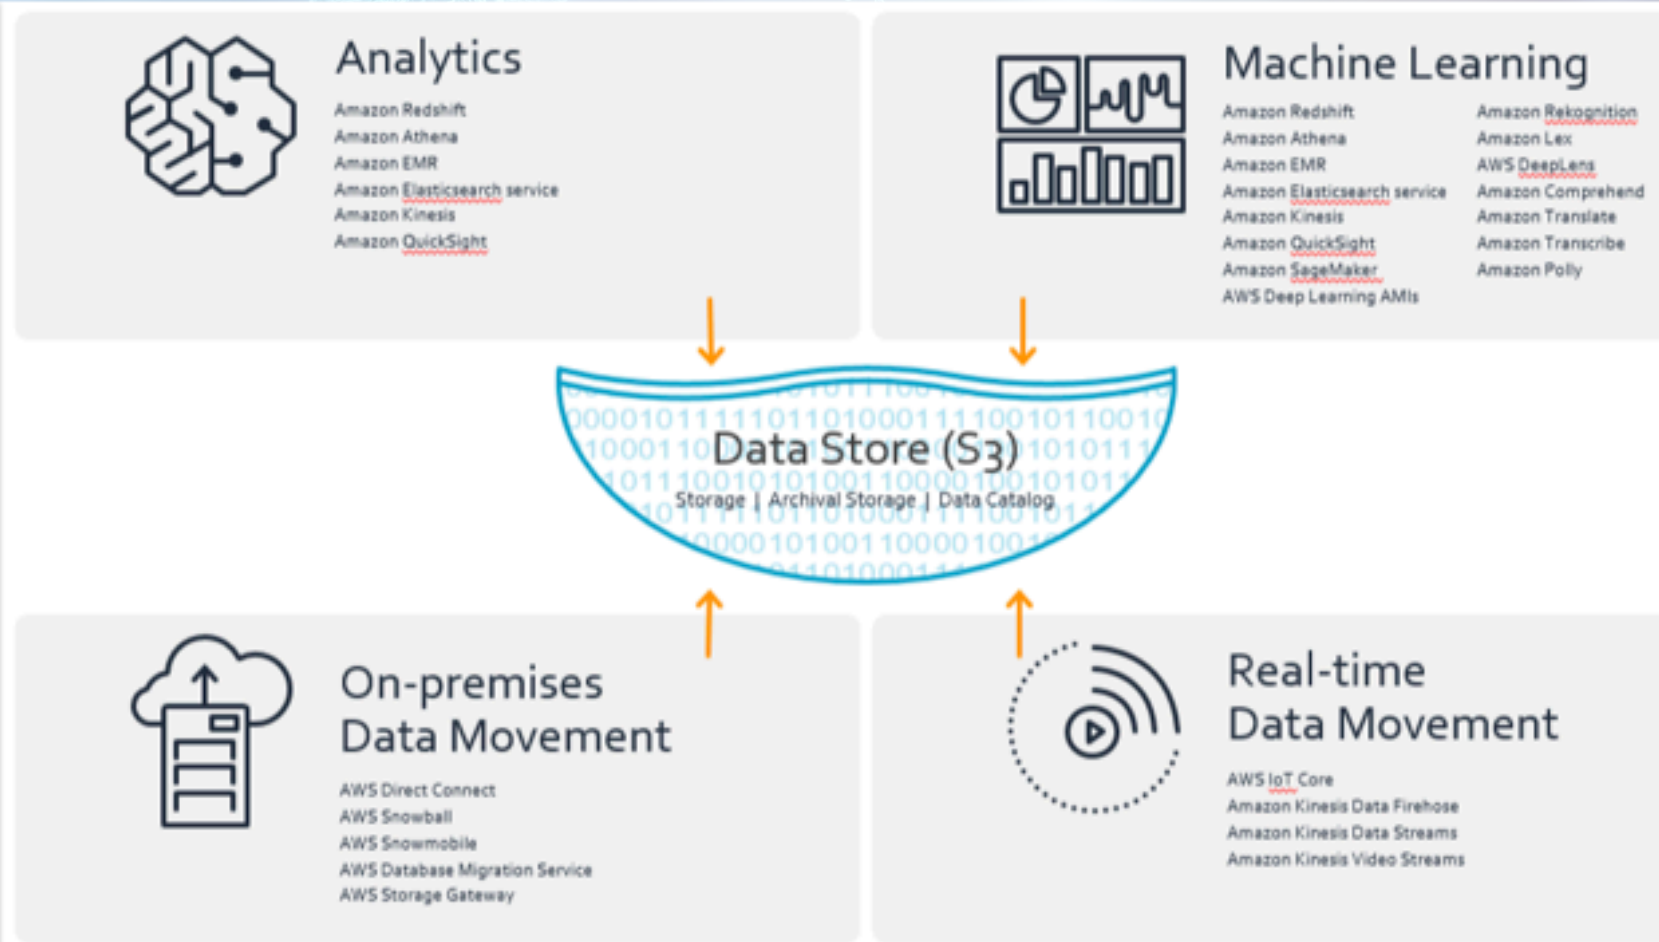 Analytics
Amazon Redshift
Amazon Athena
Amazon EMR
Amazon Elasticsearch service
Amazon Kinesis
Amazon QuickSight
Machine Learning
Amazon Redshift
Amazon Athena
Amazon EMR
Amazon Elasticsearch service
Amazon Kinesis
Amazon QuickSight
Amazon SageMaker
AWS Deep Learning AMIs
Amazon Rekognition
Amazon Lex
AWS DeepLens
Amazon Comprehend
Amazon Translate
Amazon Transcribe
Amazon Polly
Data Store (S3)
Storage | Archival Storage | Data Catalog
On-premises
Data Movement
AWS Direct Connect
AWS Snowball
AWS Snowmobile
AWS Database Migration Service
AWS Storage Gateway
Real-time
Data Movement
AWS IoT Core
Amazon Kinesis Data Firehose
Amazon Kinesis Data Streams
Amazon Kinesis Video Streams